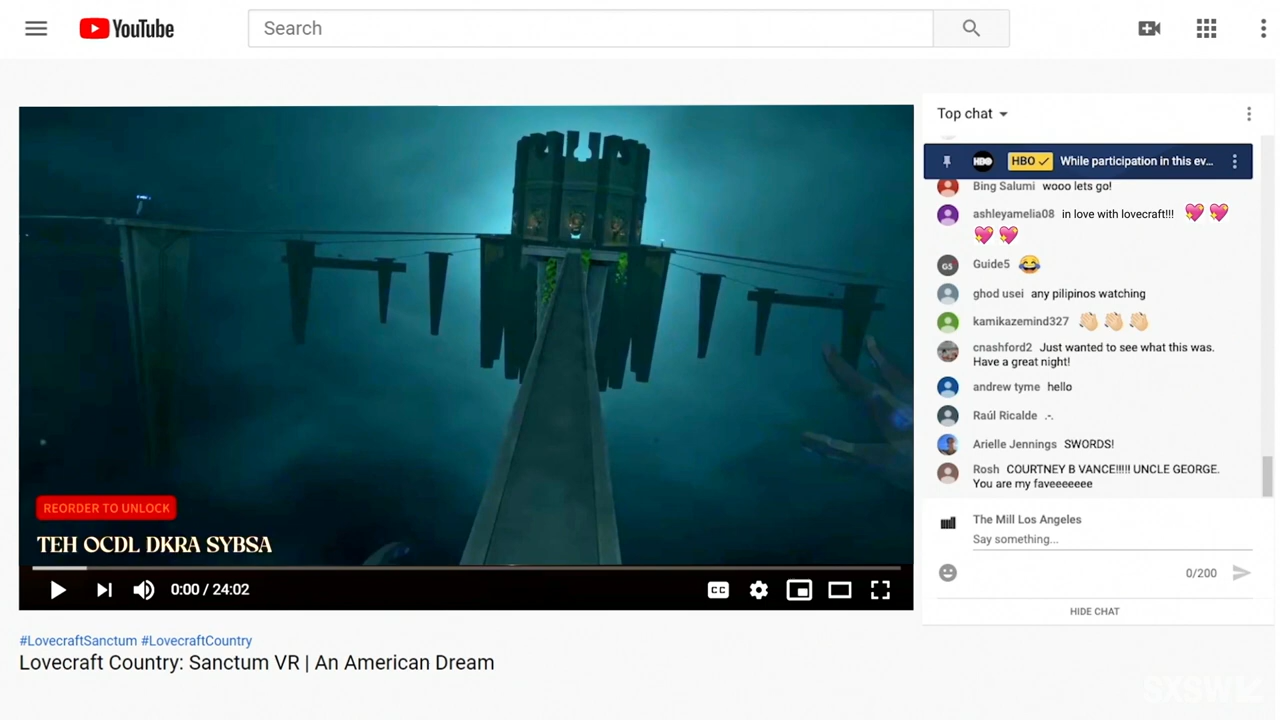 YouTube
Search
Top chat
HBO HBO While participation in this ev...
Bing Salumi wooo lets go!
ashleyamelia08 in love with lovecraft!!! 💖 💖
💖 💖
GS Guide5 😂
ghod usei any pilipinos watching
kamikazemind327 👏🏻 👏🏻 👏🏻
cnashford2 Just wanted to see what this was.
Have a great night!
andrew tyme hello
Raúl Ricalde .-.
Arielle Jennings SWORDS!
Rosh COURTNEY B VANCE!!!!! UNCLE GEORGE.
You are my faveeeeeee
The Mill Los Angeles
Say something...
0/200
HIDE CHAT
REORDER TO UNLOCK
TEH OCDL DKRA SYBSA
0:00 / 24:02
CC
#LovecraftSanctum #LovecraftCountry
Lovecraft Country: Sanctum VR | An American Dream
SXSW